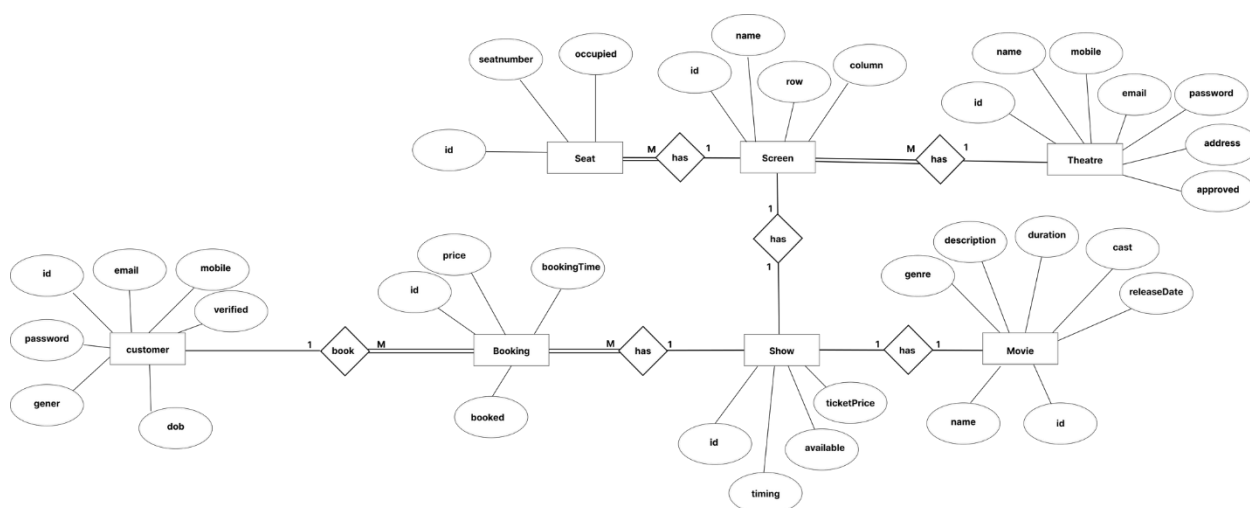 name
name
mobile
seatnumber
occupied
id
row
column
id
email
password
id
Seat
M
has
1
Screen
M
has
1
Theatre
address
approved
1
has
1
description
duration
cast
genre
releaseDate
id
email
mobile
verified
price
bookingTime
id
password
customer
1
book
M
Booking
M
has
1
Show
1
has
1
Movie
gener
dob
booked
ticketPrice
id
available
timing
name
id